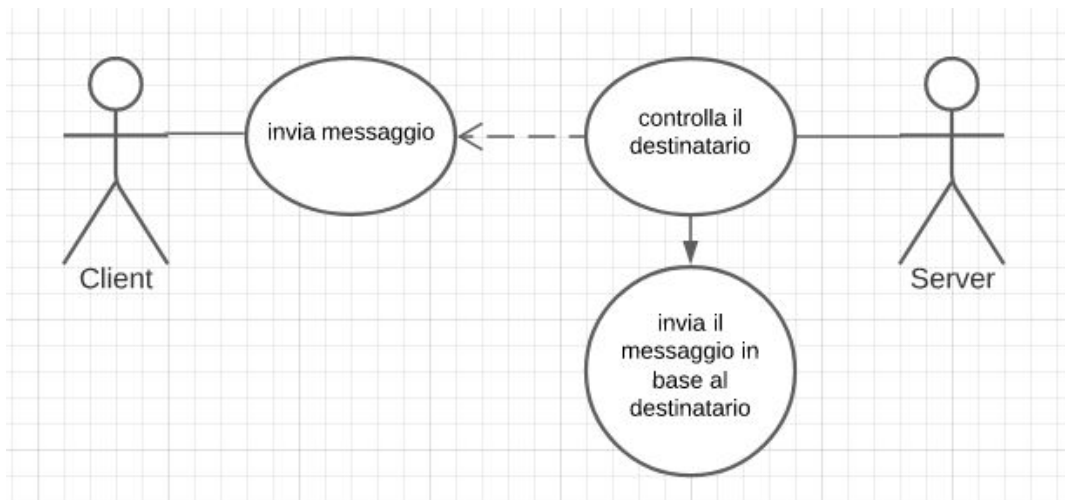 invia messaggio
controlla il
destinatario
Client
Server
invia il
messaggio in
base al
destinatario